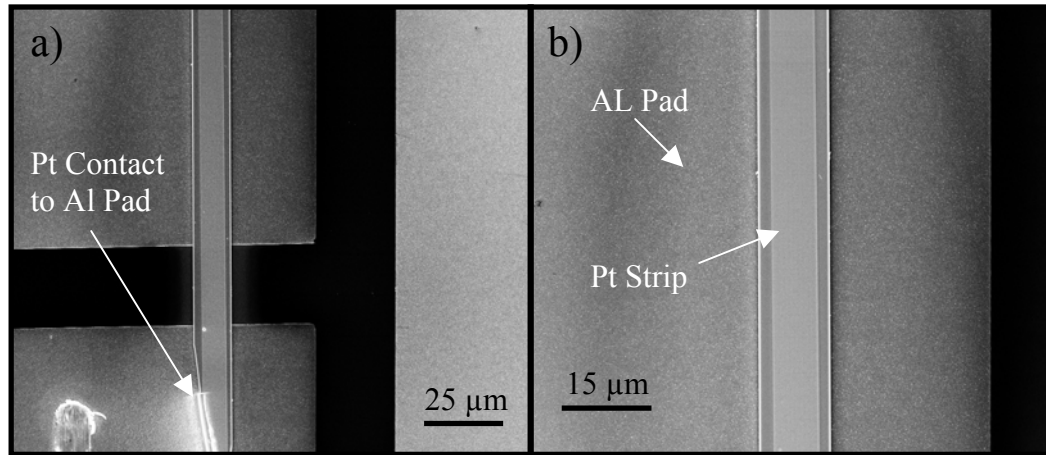 a)
Pt Contact
to Al Pad
25 µm
b)
AL Pad
Pt Strip
15 µm